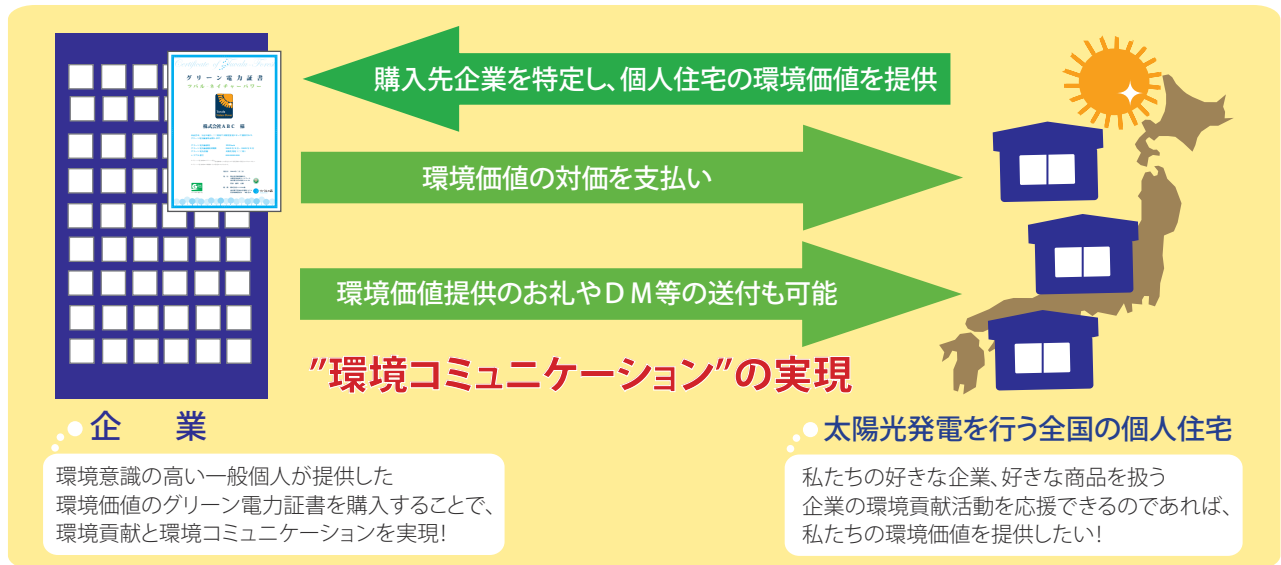 購入先企業を特定し、個人住宅の環境価値を提供
グリーン電力証書
株式会社ABC 様
環境価値の対価を支払い
環境価値提供のお礼やDM等の送付も可能
”環境コミュニケーション”の実現
企 業
環境意識の高い一般個人が提供した
環境価値のグリーン電力証書を購入することで、
環境貢献と環境コミュニケーションを実現!
太陽光発電を行う全国の個人住宅
私たちの好きな企業、好きな商品を扱う
企業の環境貢献活動を応援できるのであれば、
私たちの環境価値を提供したい!